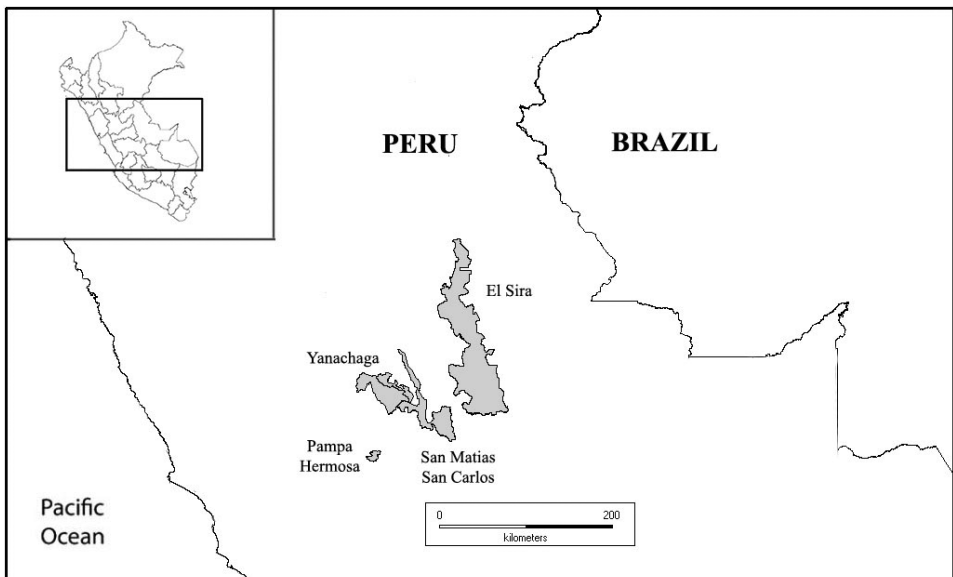 PERU
BRAZIL
El Sira
Yanachaga
Pampa
Hermosa
San Matias
San Carlos
Pacific
Ocean
0 200
kilometers